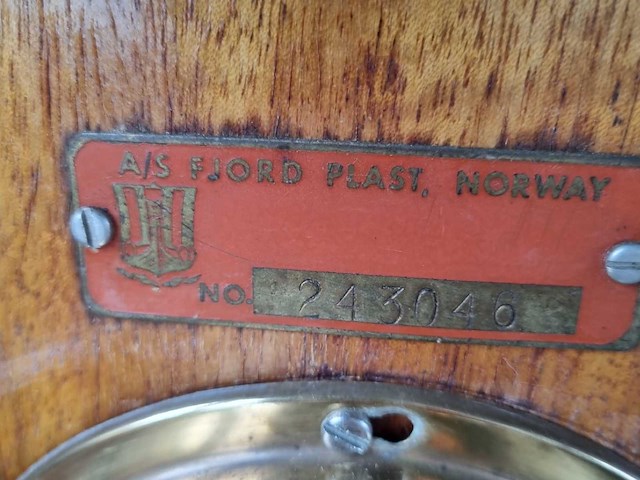 A/S FJORD PLAST, NORWAY
NO. 243046